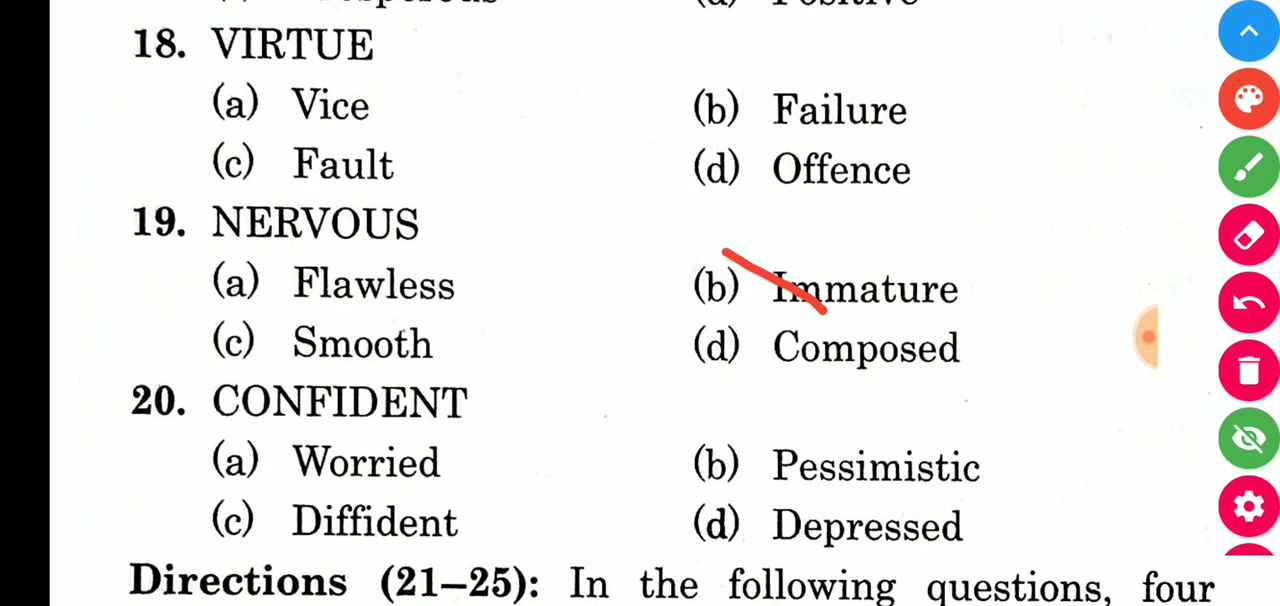 18. VIRTUE
(a) Vice (b) Failure
(c) Fault (d) Offence
19. NERVOUS
(a) Flawless (b) Immature
(c) Smooth (d) Composed
20. CONFIDENT
(a) Worried (b) Pessimistic
(c) Diffident (d) Depressed
Directions (21–25): In the following questions, four